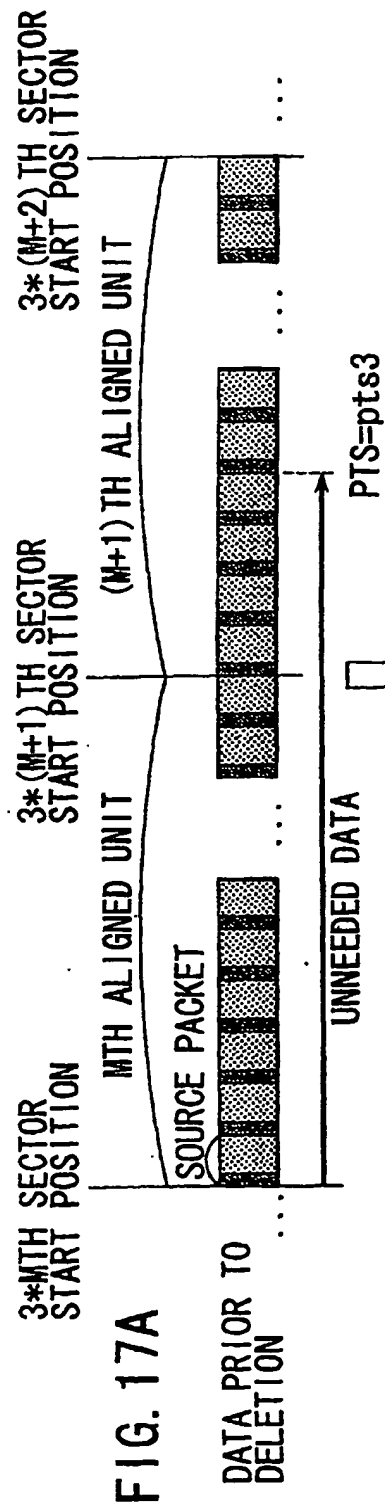 FIG. 17A
3*MTH SECTOR
START POSITION
3*(M+1)TH SECTOR
START POSITION
3*(M+2)TH SECTOR
START POSITION
MTH ALIGNED UNIT
(M+1)TH ALIGNED UNIT
SOURCE PACKET
DATA PRIOR TO
DELETION
...
...
...
...
UNNEEDED DATA
PTS=pts3